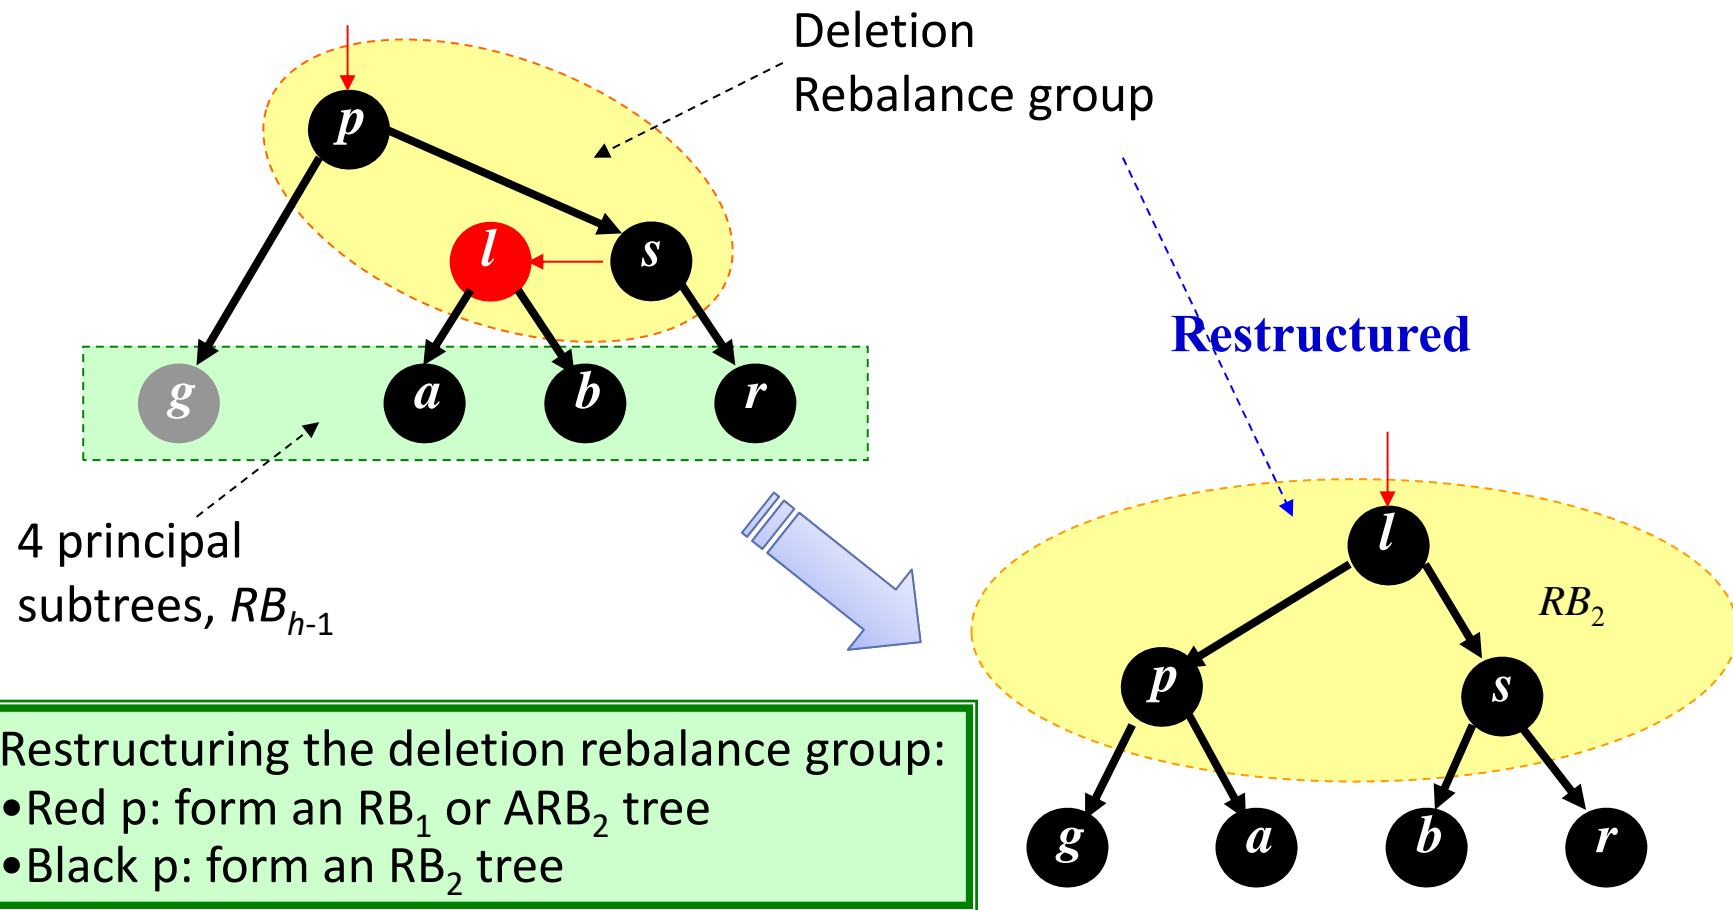 Deletion
Rebalance group
p
l
s
g
a
b
r
4 principal
subtrees, RBh-1
Restructured
l
RB2
p
s
g
a
b
r
Restructuring the deletion rebalance group:
•Red p: form an RB1 or ARB2 tree
•Black p: form an RB2 tree